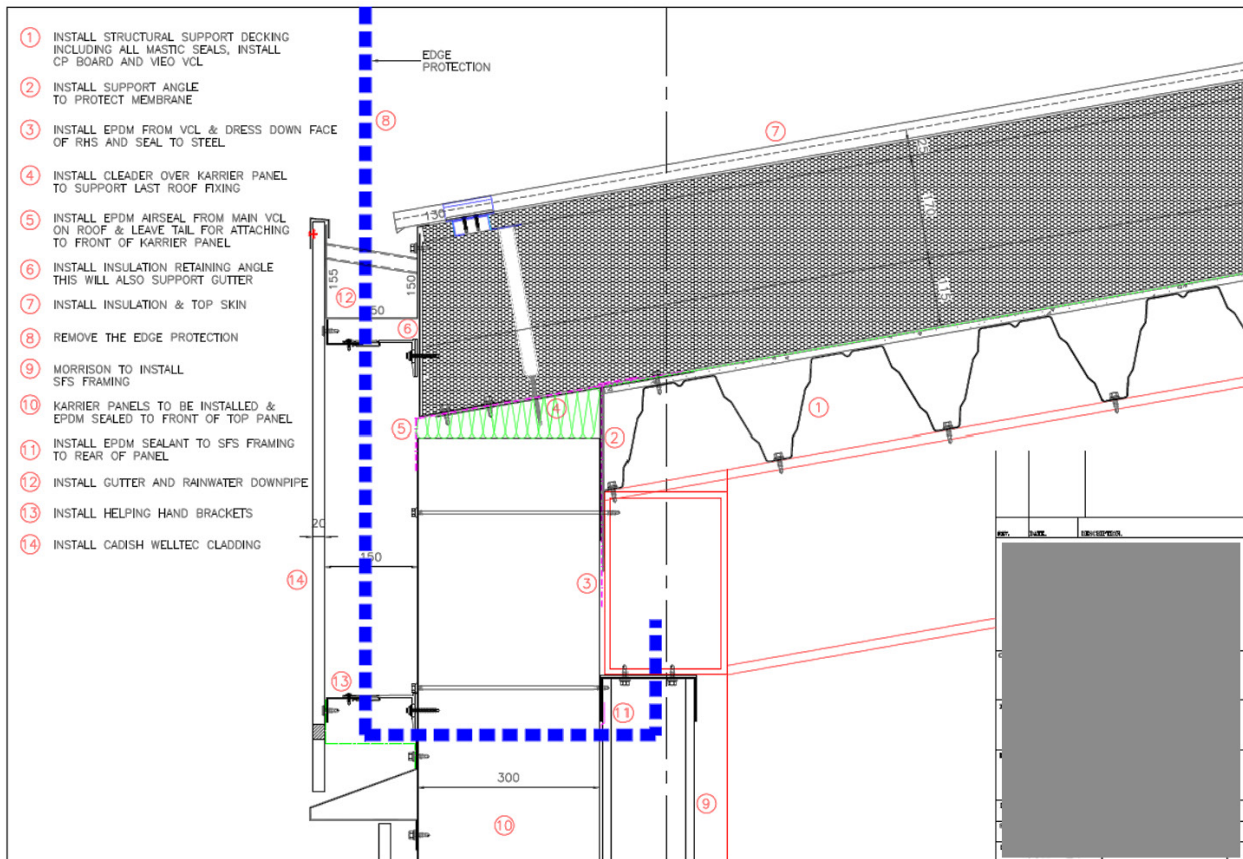 1 INSTALL STRUCTURAL SUPPORT DECKING
INCLUDING ALL MASTIC SEALS, INSTALL
CP BOARD AND VIEO VCL
2 INSTALL SUPPORT ANGLE
TO PROTECT MEMBRANE
3 INSTALL EPDM FROM VCL & DRESS DOWN FACE
OF RHS AND SEAL TO STEEL
4 INSTALL CLEADER OVER KARRIER PANEL
TO SUPPORT LAST ROOF FIXING
5 INSTALL EPDM AIRSEAL FROM MAIN VCL
ON ROOF & LEAVE TAIL FOR ATTACHING
TO FRONT OF KARRIER PANEL
6 INSTALL INSULATION RETAINING ANGLE
THIS WILL ALSO SUPPORT GUTTER
7 INSTALL INSULATION & TOP SKIN
8 REMOVE THE EDGE PROTECTION
9 MORRISON TO INSTALL
SFS FRAMING
10 KARRIER PANELS TO BE INSTALLED &
EPDM SEALED TO FRONT OF TOP PANEL
11 INSTALL EPDM SEALANT TO SFS FRAMING
TO REAR OF PANEL
12 INSTALL GUTTER AND RAINWATER DOWNPIPE
13 INSTALL HELPING HAND BRACKETS
14 INSTALL CADISH WELLTEC CLADDING
EDGE
PROTECTION
8
7
25
170
115
130
155
150
12
50
6
4
5
2
1
20
150
14
3
13
11
300
9
10
REV. DATE. DESCRIPTION.